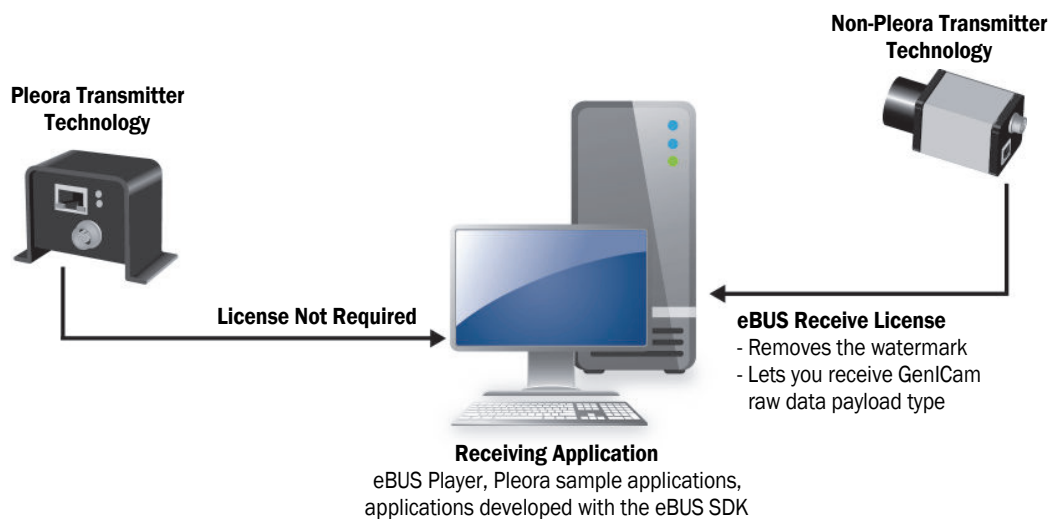 Non-Pleora Transmitter
Technology
Pleora Transmitter
Technology
License Not Required
eBUS Receive License
- Removes the watermark
- Lets you receive GenICam
raw data payload type
Receiving Application
eBUS Player, Pleora sample applications,
applications developed with the eBUS SDK